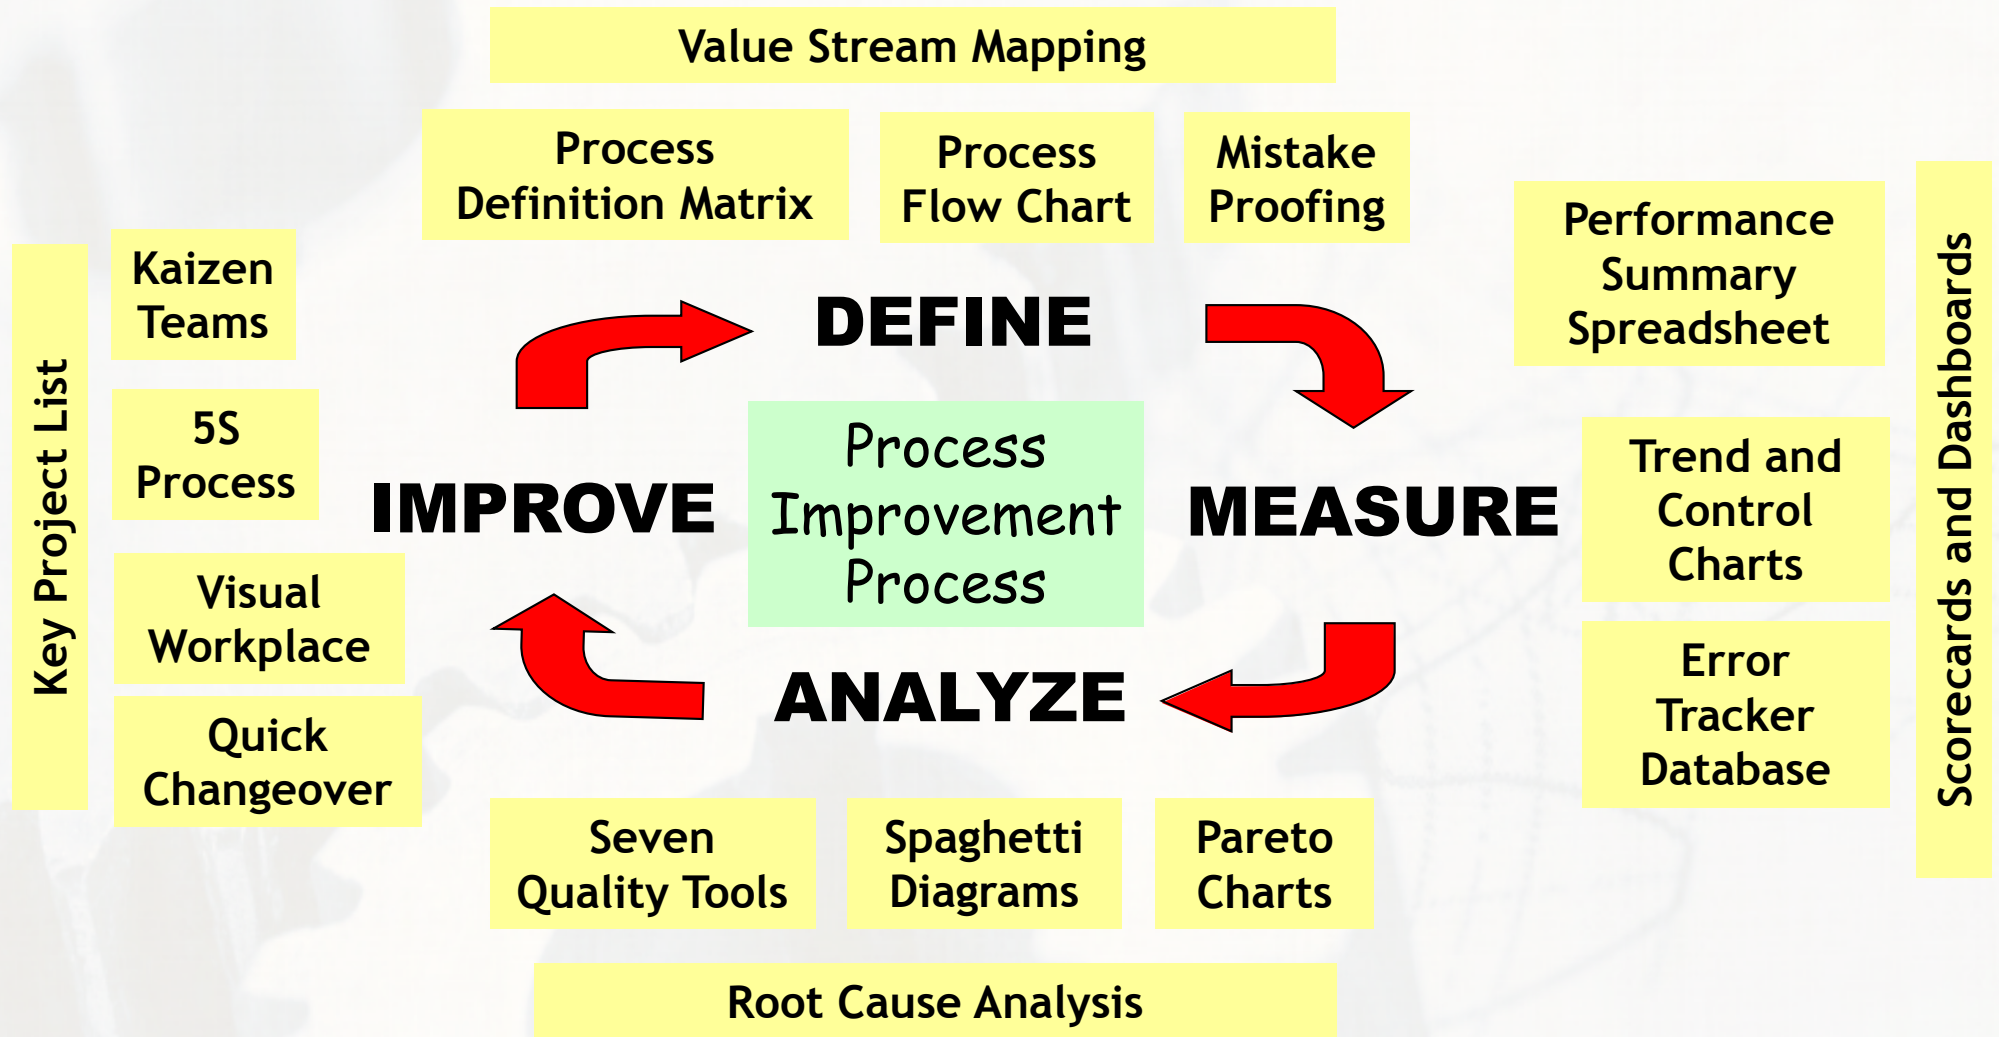 Value Stream Mapping
Process
Definition Matrix
Process
Flow Chart
Mistake
Proofing
Performance
Summary
Spreadsheet
Trend and
Control
Charts
Error
Tracker
Database
Scorecards and Dashboards
Kaizen
Teams
5S
Process
Visual
Workplace
Quick
Changeover
Key Project List
DEFINE
MEASURE
ANALYZE
IMPROVE
Process
Improvement
Process
Seven
Quality Tools
Spaghetti
Diagrams
Pareto
Charts
Root Cause Analysis